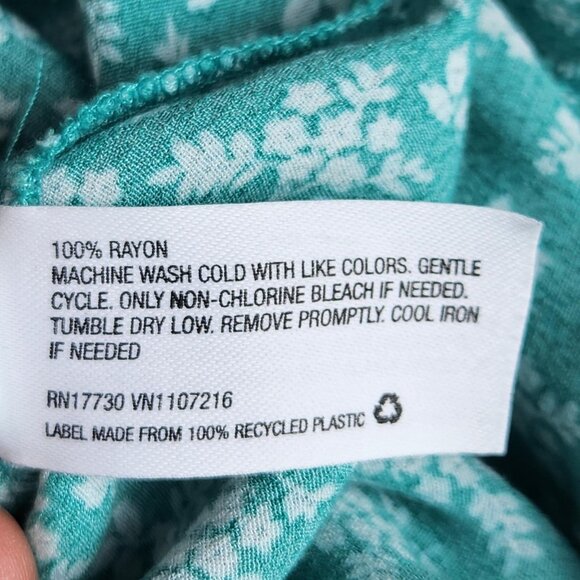 100% RAYON
MACHINE WASH COLD WITH LIKE COLORS. GENTLE
CYCLE. ONLY NON-CHLORINE BLEACH IF NEEDED.
TUMBLE DRY LOW. REMOVE PROMPTLY. COOL IRON
IF NEEDED
RN17730 VN1107216
LABEL MADE FROM 100% RECYCLED PLASTIC